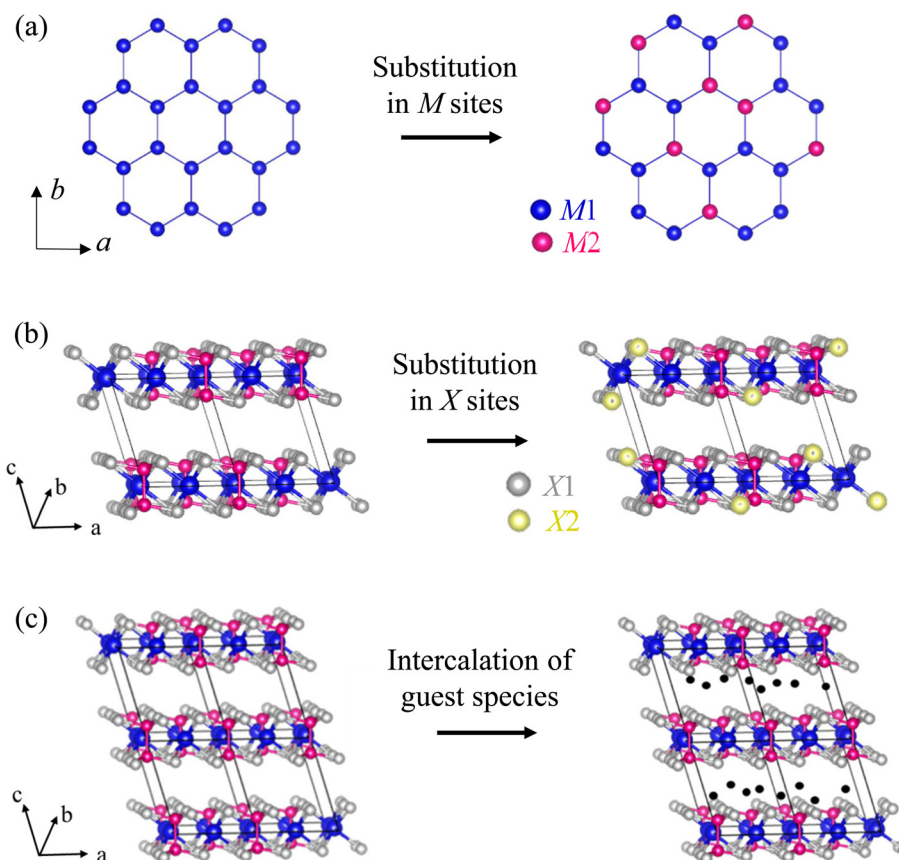 (a)
Substitution
in M sites
b
a
M1
M2
(b)
Substitution
in X sites
c
b
a
X1
X2
(c)
Intercalation of
guest species
c
b
a